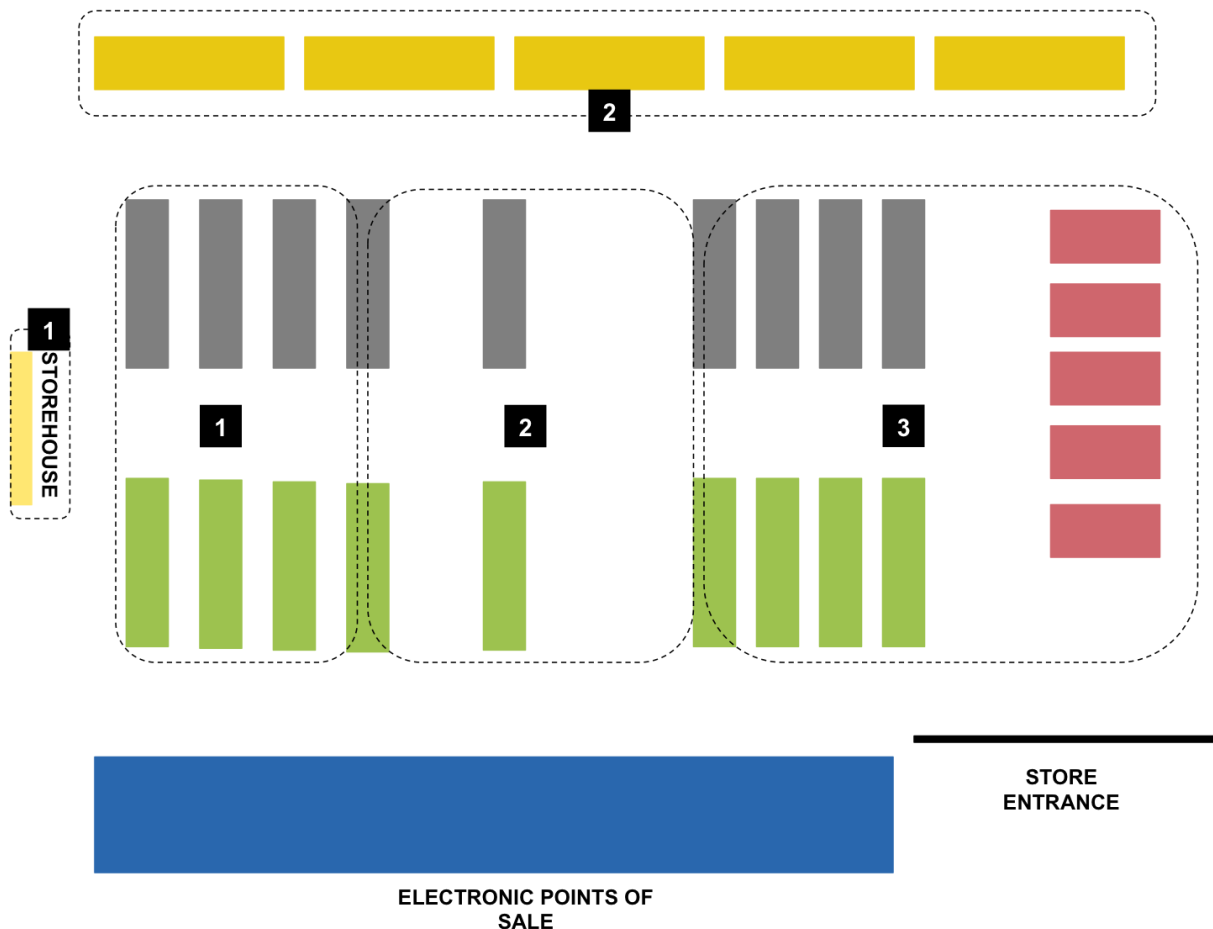 2
1
STOREHOUSE
1
2
3
STORE
ENTRANCE
ELECTRONIC POINTS OF
SALE